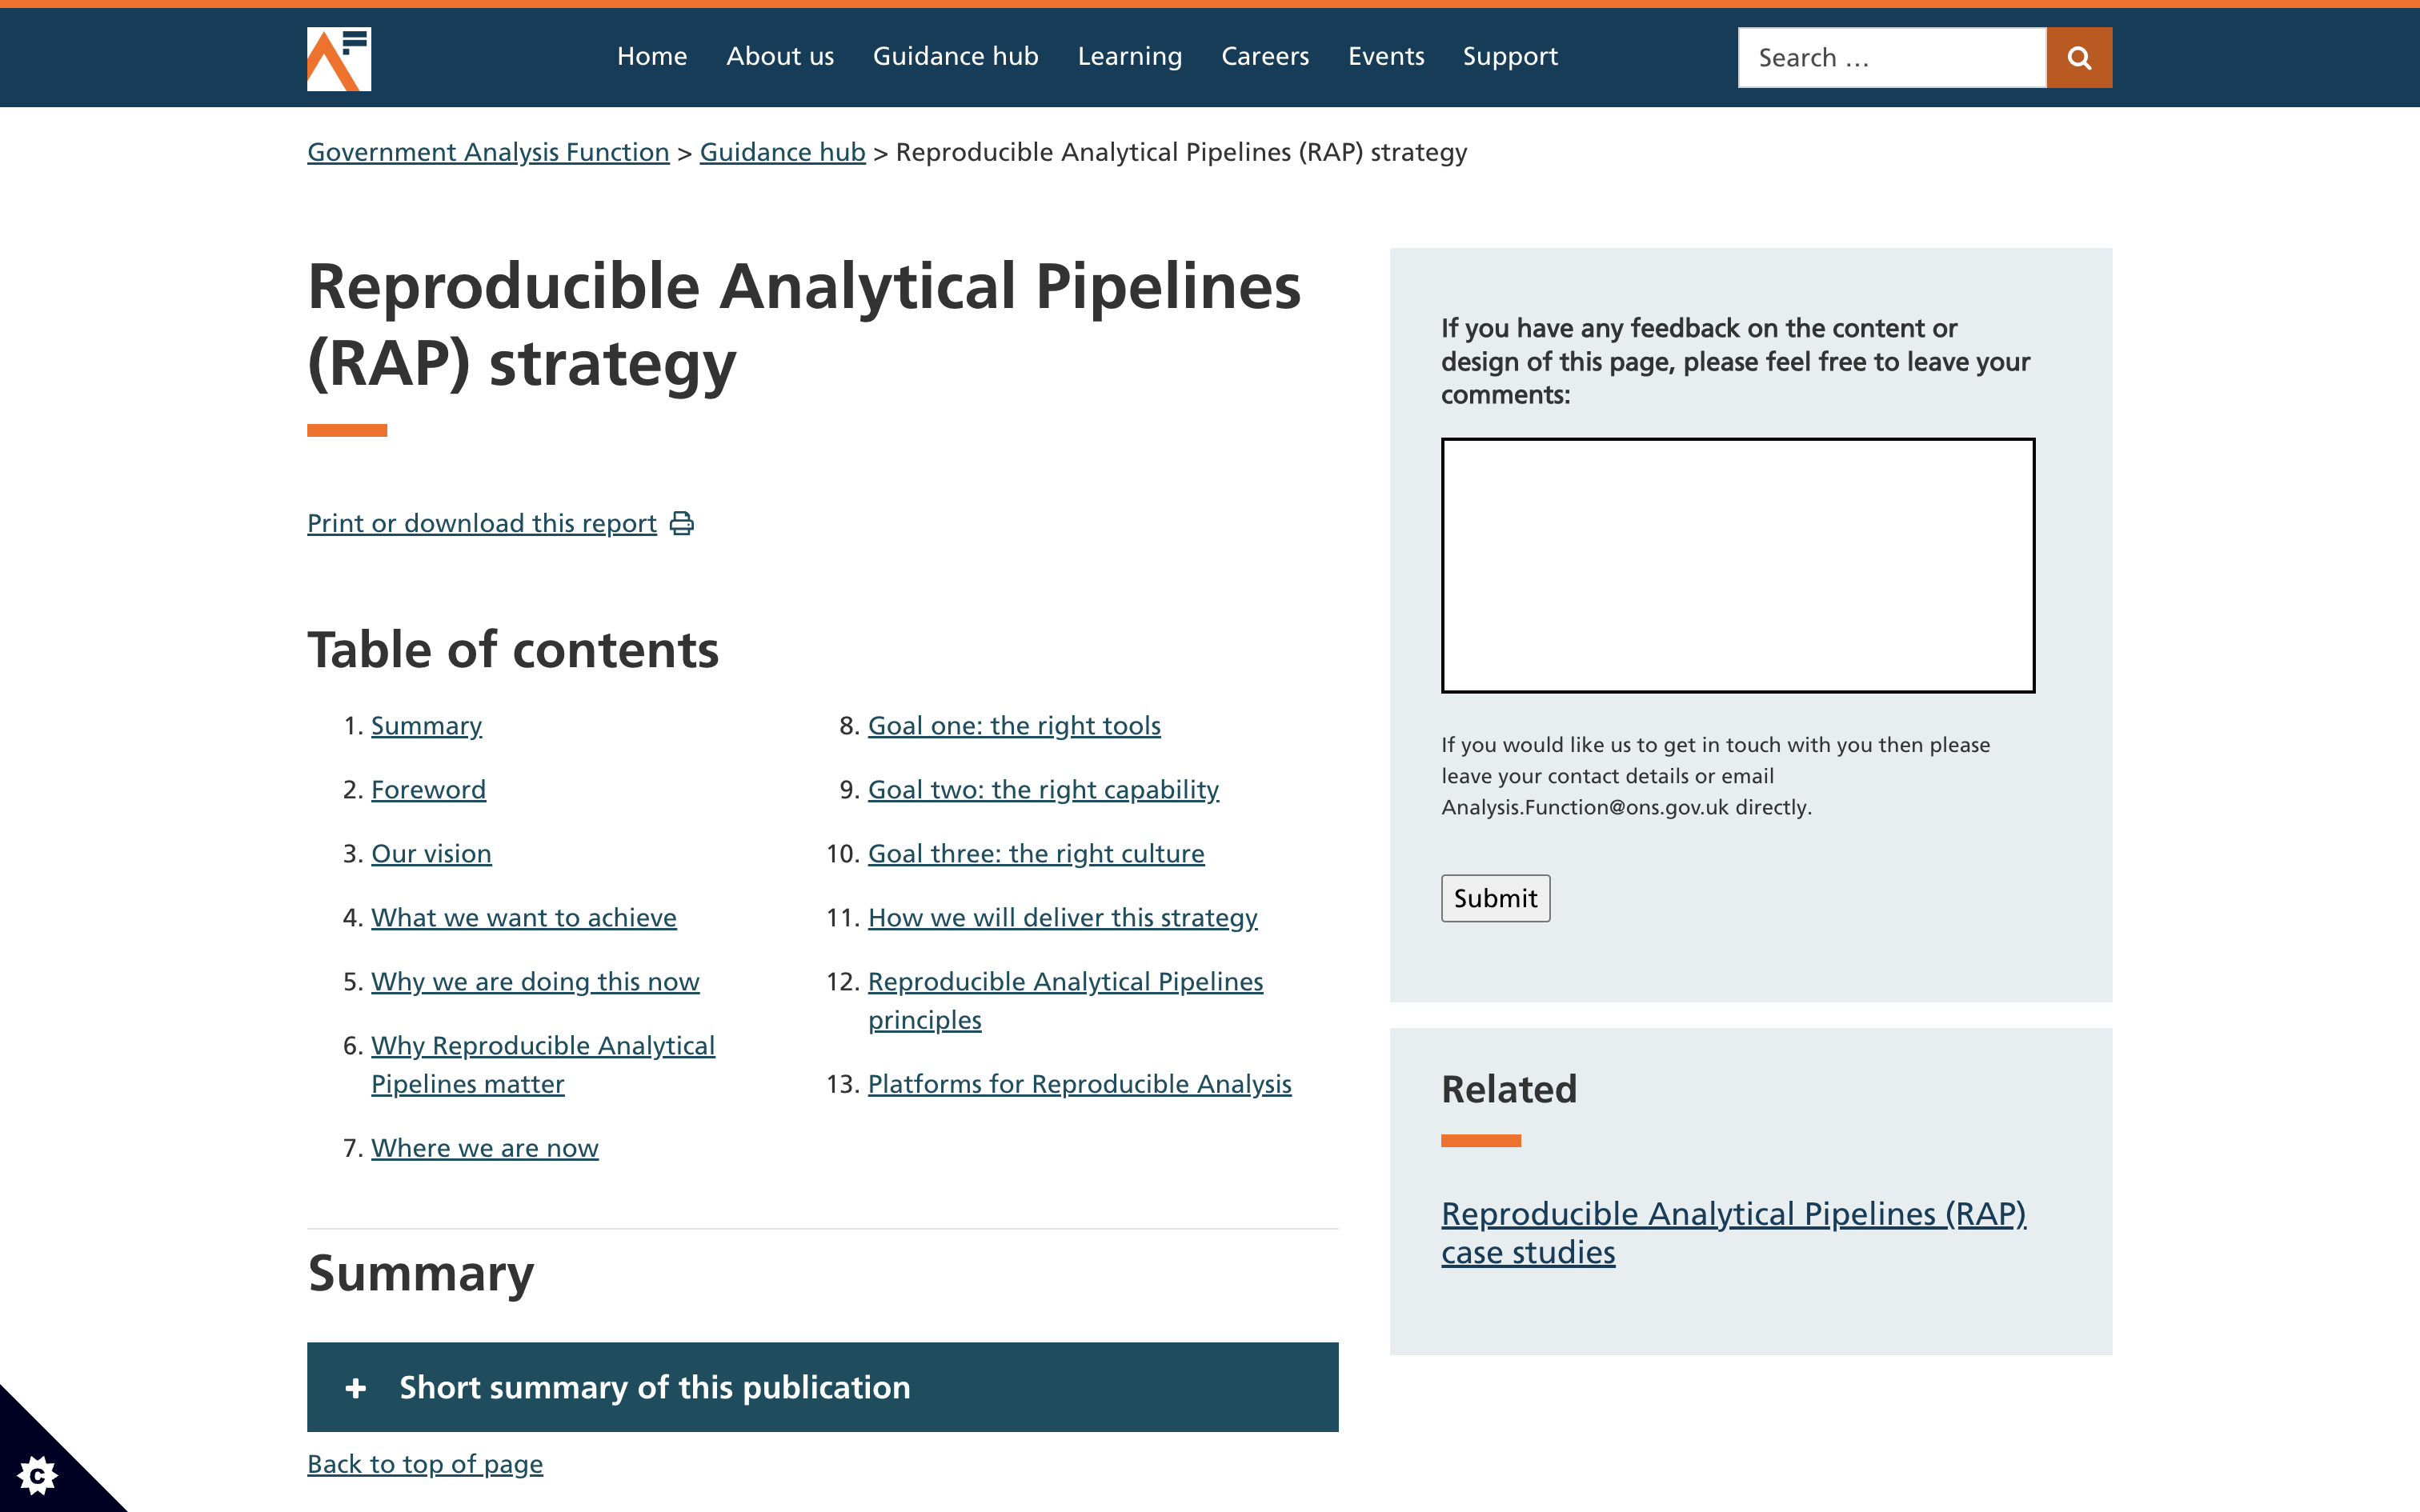 Home About us Guidance hub Learning Careers Events Support
Search ...
Government Analysis Function > Guidance hub > Reproducible Analytical Pipelines (RAP) strategy
Reproducible Analytical Pipelines
(RAP) strategy
Print or download this report
Table of contents
1. Summary
2. Foreword
3. Our vision
4. What we want to achieve
5. Why we are doing this now
6. Why Reproducible Analytical
Pipelines matter
7. Where we are now
8. Goal one: the right tools
9. Goal two: the right capability
10. Goal three: the right culture
11. How we will deliver this strategy
12. Reproducible Analytical Pipelines
principles
13. Platforms for Reproducible Analysis
Summary
+ Short summary of this publication
Back to top of page
If you have any feedback on the content or
design of this page, please feel free to leave your
comments:
If you would like us to get in touch with you then please
leave your contact details or email
Analysis.Function@ons.gov.uk directly.
Submit
Related
Reproducible Analytical Pipelines (RAP)
case studies
C